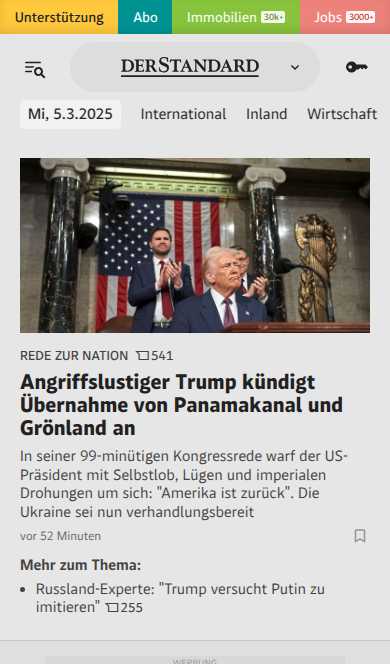 Unterstützung Abo Immobilien 30k+ Jobs 3000+
DERSTANDARD
Mi, 5.3.2025 International Inland Wirtschaft
REDE ZUR NATION 541
Angriffslustiger Trump kündigt
Übernahme von Panamakanal und
Grönland an
In seiner 99-minütigen Kongressrede warf der US-
Präsident mit Selbstlob, Lügen und imperialen
Drohungen um sich: "Amerika ist zurück". Die
Ukraine sei nun verhandlungsbereit
vor 52 Minuten
Mehr zum Thema:
• Russland-Experte: "Trump versucht Putin zu
imitieren" 255
WERBUNG